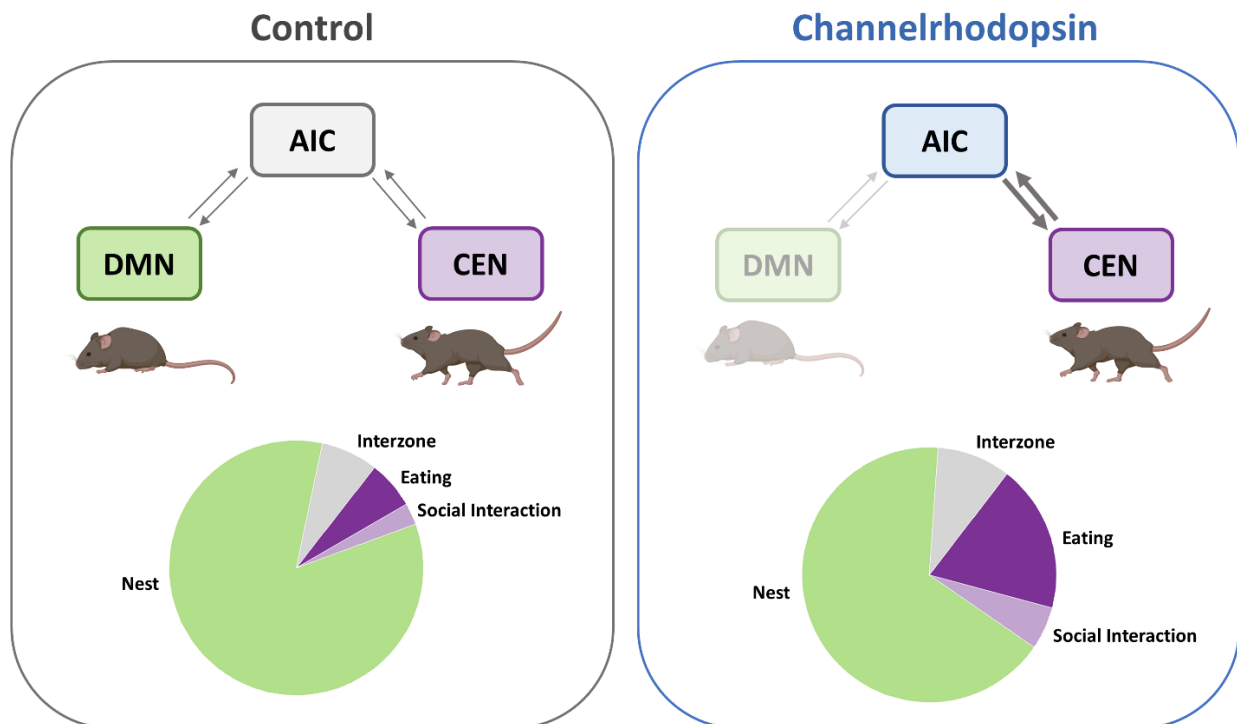 Control
AIC
DMN
CEN
Interzone
Eating
Social Interaction
Nest
Channelrhodopsin
AIC
DMN
CEN
Interzone
Eating
Nest
Social Interaction